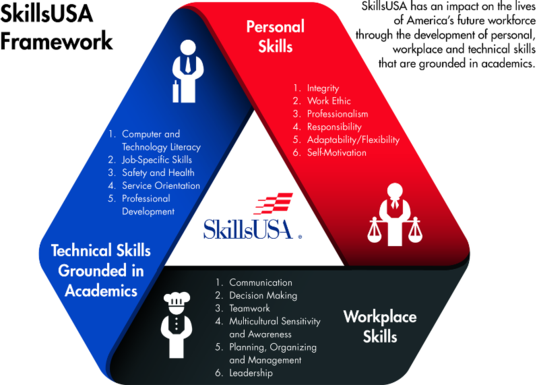 SkillsUSA
Framework
SkillsUSA has an impact on the lives
of America's future workforce
through the development of personal,
workplace and technical skills
that are grounded in academics.
Personal
Skills
1. Integrity
2. Work Ethic
3. Professionalism
4. Responsibility
5. Adaptability/Flexibility
6. Self-Motivation
1. Computer and
Technology Literacy
2. Job-Specific Skills
3. Safety and Health
4. Service Orientation
5. Professional
Development
SkillsUSA®
Technical Skills
Grounded in
Academics
1. Communication
2. Decision Making
3. Teamwork
4. Multicultural Sensitivity
and Awareness
5. Planning, Organizing
and Management
6. Leadership
Workplace
Skills